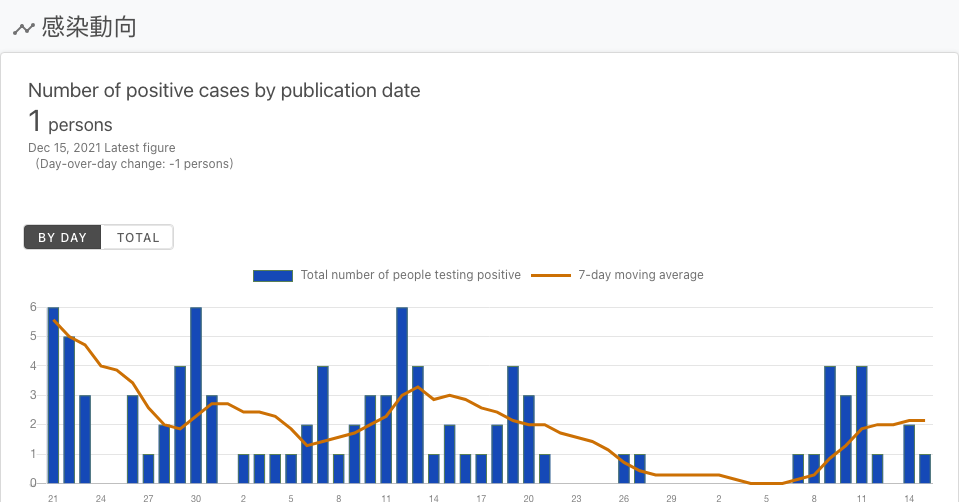 感染動向
Number of positive cases by publication date
1 persons
Dec 15, 2021 Latest figure
(Day-over-day change: -1 persons)
BY DAY TOTAL
Total number of people testing positive 7-day moving average
6
5
4
3
2
1
0
21 24 27 30 2 5 8 11 14 17 20 23 26 29 2 5 8 11 14